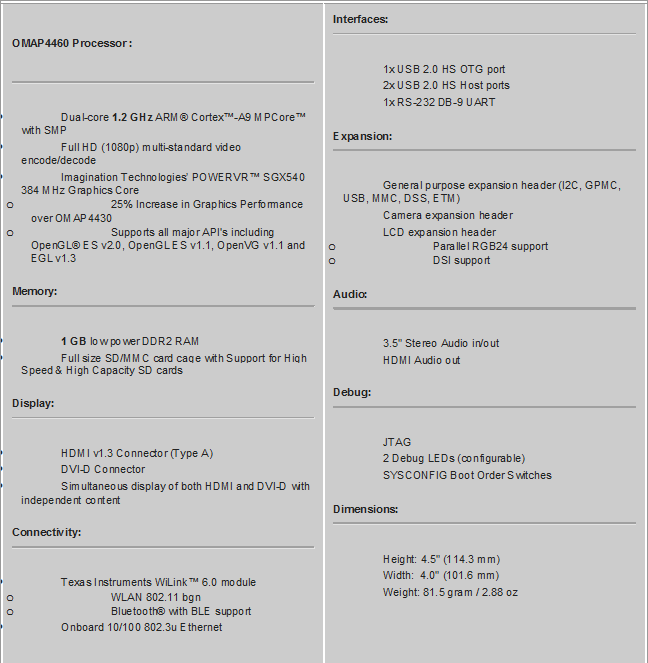 OMAP4460 Processor :
Dual-core 1.2 GHz ARM® Cortex™-A9 MPCore™
with SMP
Full HD (1080p) multi-standard video
encode/decode
Imagination Technologies' POWERVR™ SGX540
384 MHz Graphics Core
o 25% Increase in Graphics Performance
over OMAP4430
o Supports all major API's including
OpenGL® ES v2.0, OpenGL ES v1.1, OpenVG v1.1 and
EGL v1.3
Memory:
1 GB low power DDR2 RAM
Full size SD/MMC card cage with Support for High
Speed & High Capacity SD cards
Display:
HDMI v1.3 Connector (Type A)
DVI-D Connector
Simultaneous display of both HDMI and DVI-D with
independent content
Connectivity:
Texas Instruments WiLink™ 6.0 module
o WLAN 802.11 bgn
o Bluetooth® with BLE support
Onboard 10/100 802.3u Ethernet
Interfaces:
1x USB 2.0 HS OTG port
2x USB 2.0 HS Host ports
1x RS-232 DB-9 UART
Expansion:
General purpose expansion header (I2C, GPMC,
USB, MMC, DSS, ETM)
Camera expansion header
LCD expansion header
o Parallel RGB24 support
o DSI support
Audio:
3.5" Stereo Audio in/out
HDMI Audio out
Debug:
JTAG
2 Debug LEDs (configurable)
SYSCONFIG Boot Order Switches
Dimensions:
Height: 4.5" (114.3 mm)
Width: 4.0" (101.6 mm)
Weight: 81.5 gram / 2.88 oz